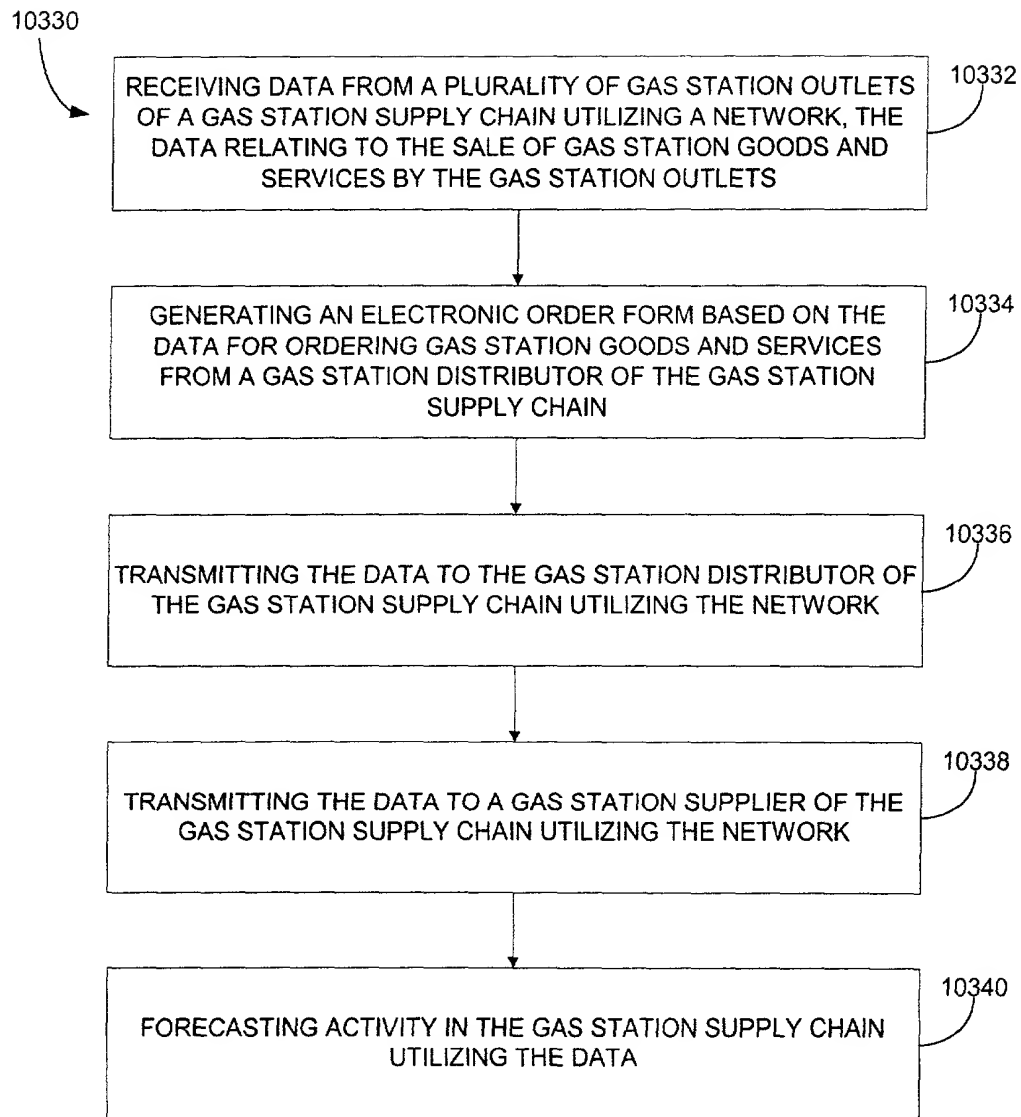 10330
RECEIVING DATA FROM A PLURALITY OF GAS STATION OUTLETS
OF A GAS STATION SUPPLY CHAIN UTILIZING A NETWORK, THE
DATA RELATING TO THE SALE OF GAS STATION GOODS AND
SERVICES BY THE GAS STATION OUTLETS
10332
GENERATING AN ELECTRONIC ORDER FORM BASED ON THE
DATA FOR ORDERING GAS STATION GOODS AND SERVICES
FROM A GAS STATION DISTRIBUTOR OF THE GAS STATION
SUPPLY CHAIN
10334
TRANSMITTING THE DATA TO THE GAS STATION DISTRIBUTOR OF
THE GAS STATION SUPPLY CHAIN UTILIZING THE NETWORK
10336
TRANSMITTING THE DATA TO A GAS STATION SUPPLIER OF THE
GAS STATION SUPPLY CHAIN UTILIZING THE NETWORK
10338
FORECASTING ACTIVITY IN THE GAS STATION SUPPLY CHAIN
UTILIZING THE DATA
10340